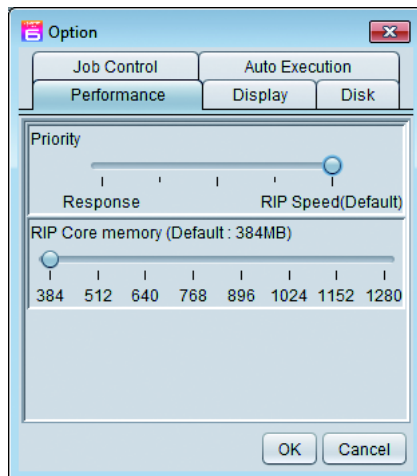 Option
Job Control Auto Execution
Performance Display Disk
Priority
Response RIP Speed(Default)
RIP Core memory (Default : 384MB)
384 512 640 768 896 1024 1152 1280
OK Cancel